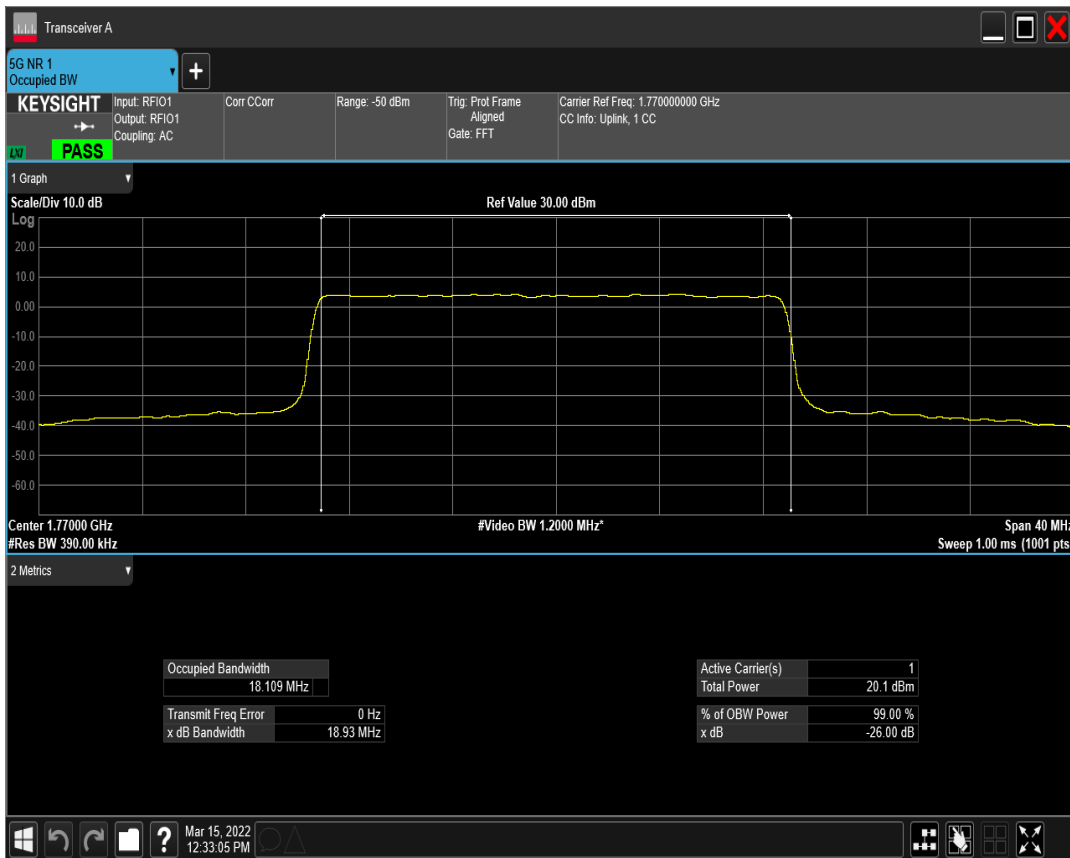 Transceiver A
5G NR 1
Occupied BW
+
KEYSIGHT
LXI
PASS
Input: RFIO1
Output: RFIO1
Coupling: AC
Corr CCorr
Range: -50 dBm
Trig: Prot Frame
Aligned
Gate: FFT
Carrier Ref Freq: 1.770000000 GHz
CC Info: Uplink, 1 CC
1 Graph
Scale/Div 10.0 dB
Ref Value 30.00 dBm
Log
20.0
10.0
0.00
-10.0
-20.0
-30.0
-40.0
-50.0
-60.0
Center 1.77000 GHz
#Video BW 1.2000 MHz*
Span 40 MHz
#Res BW 390.00 kHz
Sweep 1.00 ms (1001 pts
2 Metrics
Occupied Bandwidth
18.109 MHz
Transmit Freq Error 0 Hz
x dB Bandwidth 18.93 MHz
Active Carrier(s) 1
Total Power 20.1 dBm
% of OBW Power 99.00 %
x dB -26.00 dB
?
Mar 15, 2022
12:33:05 PM